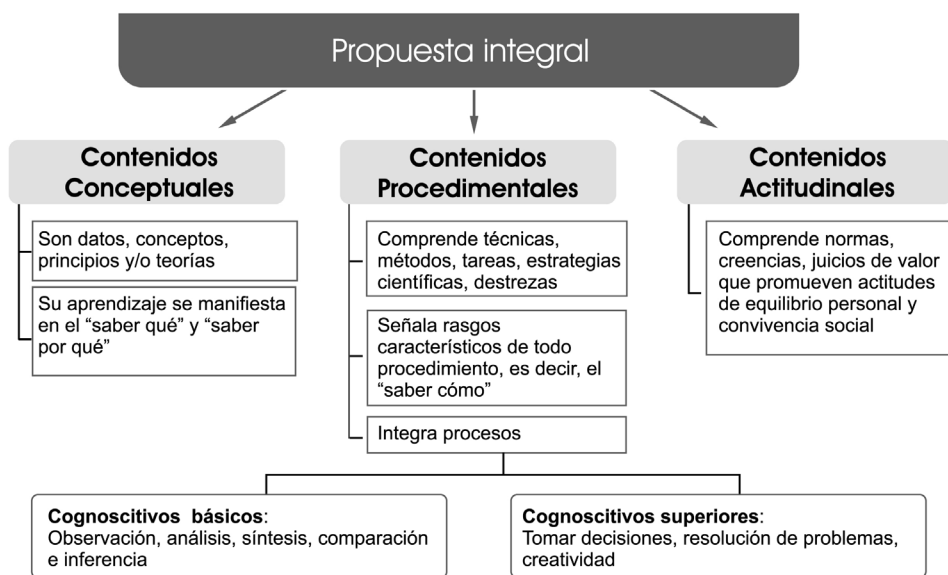 Propuesta integral
Contenidos
Conceptuales
Son datos, conceptos,
principios y/o teorías
Su aprendizaje se manifiesta
en el “saber qué” y “saber
por qué”
Contenidos
Procedimentales
Comprende técnicas,
métodos, tareas, estrategias
científicas, destrezas
Señala rasgos
característicos de todo
procedimiento, es decir, el
“saber cómo”
Integra procesos
Contenidos
Actitudinales
Comprende normas,
creencias, juicios de valor
que promueven actitudes
de equilibrio personal y
convivencia social
Cognoscitivos básicos:
Observación, análisis, síntesis, comparación
e inferencia
Cognoscitivos superiores:
Tomar decisiones, resolución de problemas,
creatividad